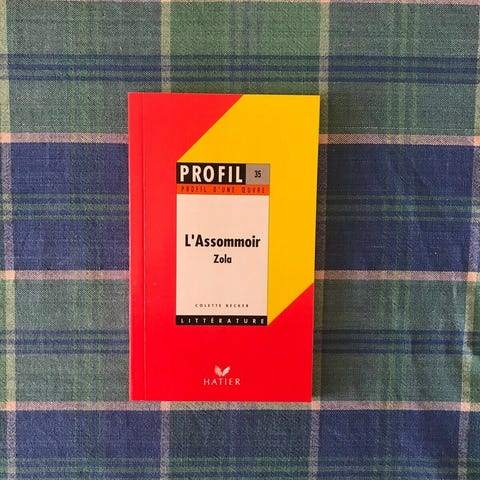 PROFIL 35
PROFIL D'UNE ŒUVRE
L'Assommoir
Zola
COLETTE BECKER
LITTÉRATURE
HATIER